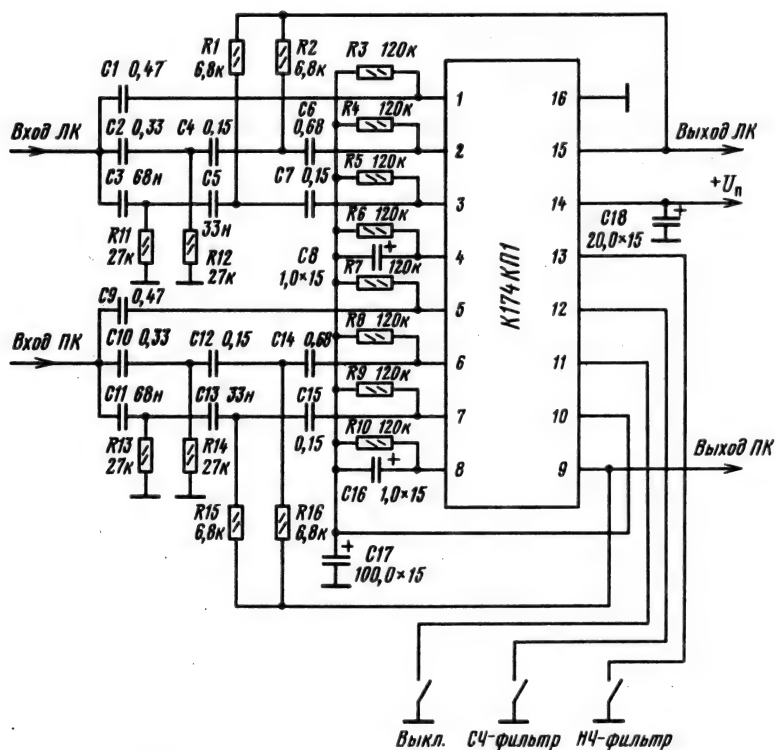 R1
6,8к
R2
6,8к
R3 120к
C1 0,47
R4 120к
C6
0,68
Вход ЛК
C2 0,33
C4 0,15
R5 120к
C3 68н
C5
33н
C7 0,15
R6 120к
R11
27к
R12
27к
C8
1,0×15
R7 120к
C9 0,47
Вход ПК
C10 0,33
C12 0,15
C14 0,68
R8 120к
C11 68н
C13 33н
C15
0,15
R9 120к
R13
27к
R14
27к
R10 120к
C16 1,0×15
R15
6,8к
R16
6,8к
+
+
+
C17
100,0×15
К174КП1
1
2
3
4
5
6
7
8
16
15
14
13
12
11
10
9
Выход ЛК
+Uп
+
C18
20,0×15
Выход ПК
Выкл. СЧ-фильтр НЧ-фильтр